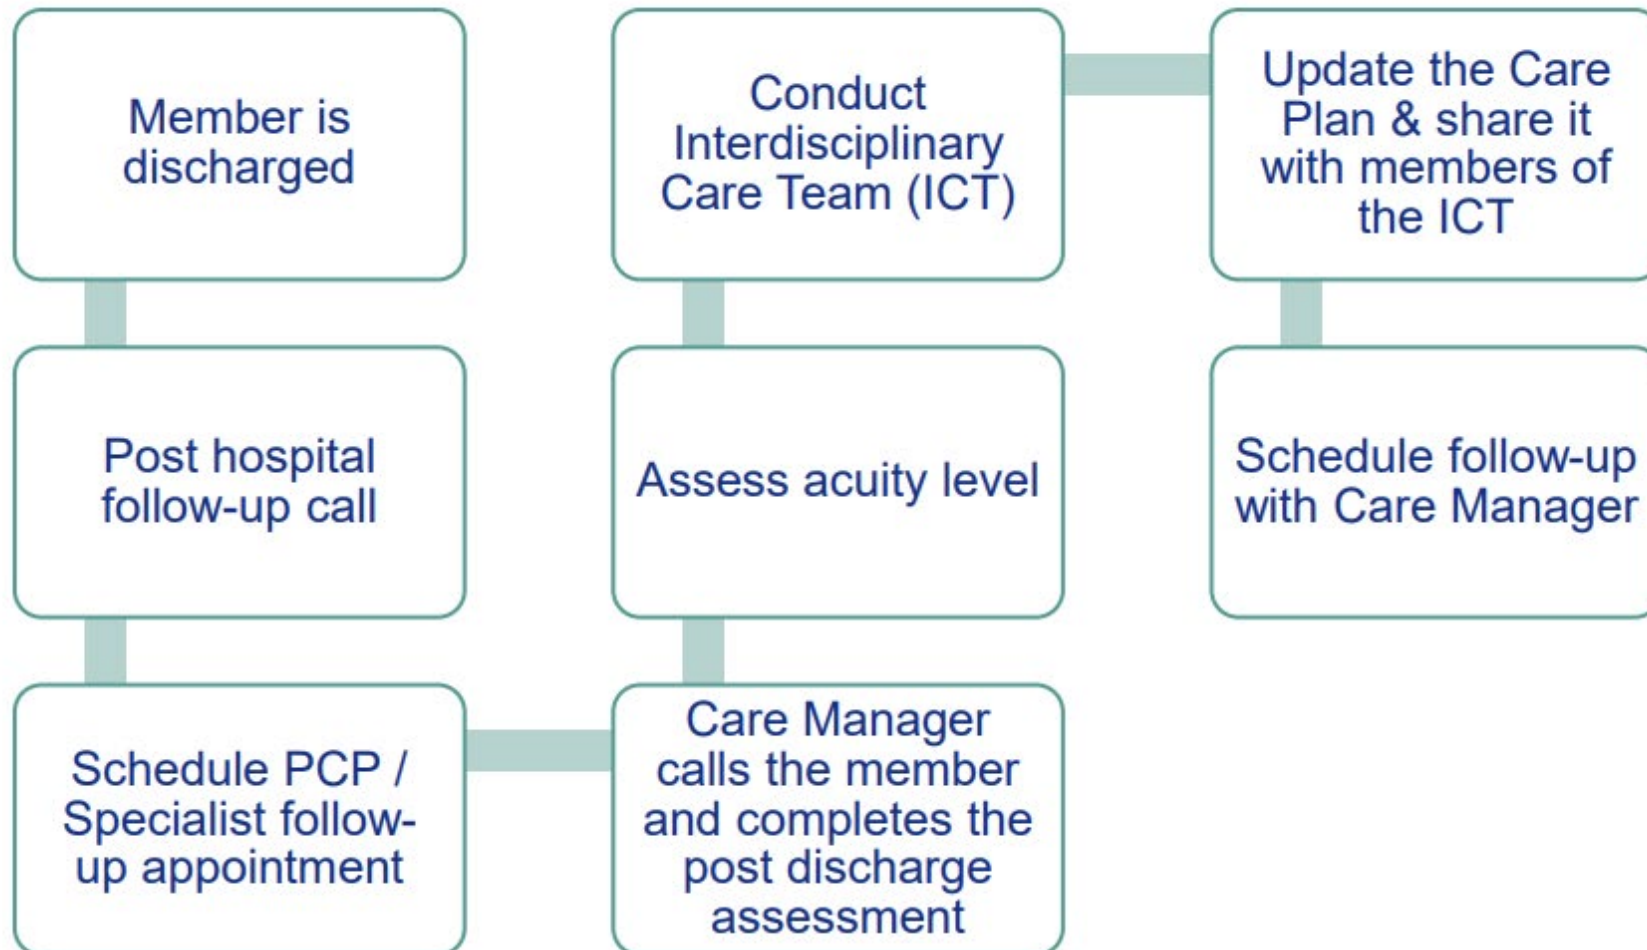 Member is
discharged
Post hospital
follow-up call
Schedule PCP /
Specialist follow-
up appointment
Care Manager
calls the member
and completes the
post discharge
assessment
Assess acuity level
Conduct
Interdisciplinary
Care Team (ICT)
Update the Care
Plan & share it
with members of
the ICT
Schedule follow-up
with Care Manager